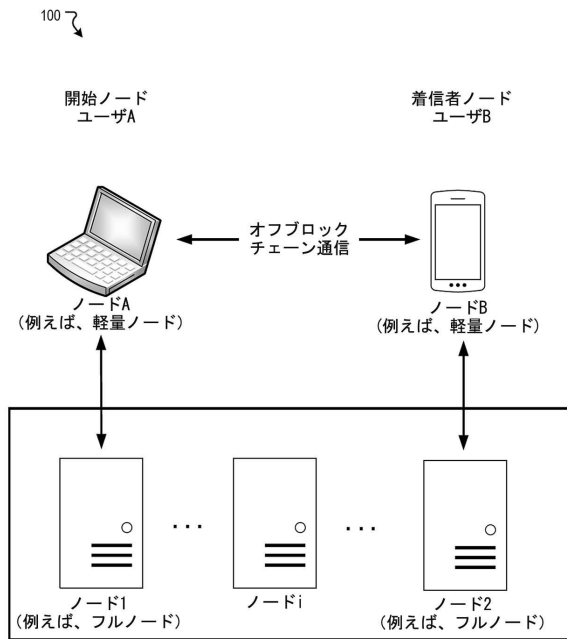 100
開始ノード
ユーザA
着信者ノード
ユーザB
オフブロック
チェーン通信
ノードA
(例えば、軽量ノード)
ノードB
(例えば、軽量ノード)
...
...
ノード1
(例えば、フルノード)
ノードi
ノード2
(例えば、フルノード)